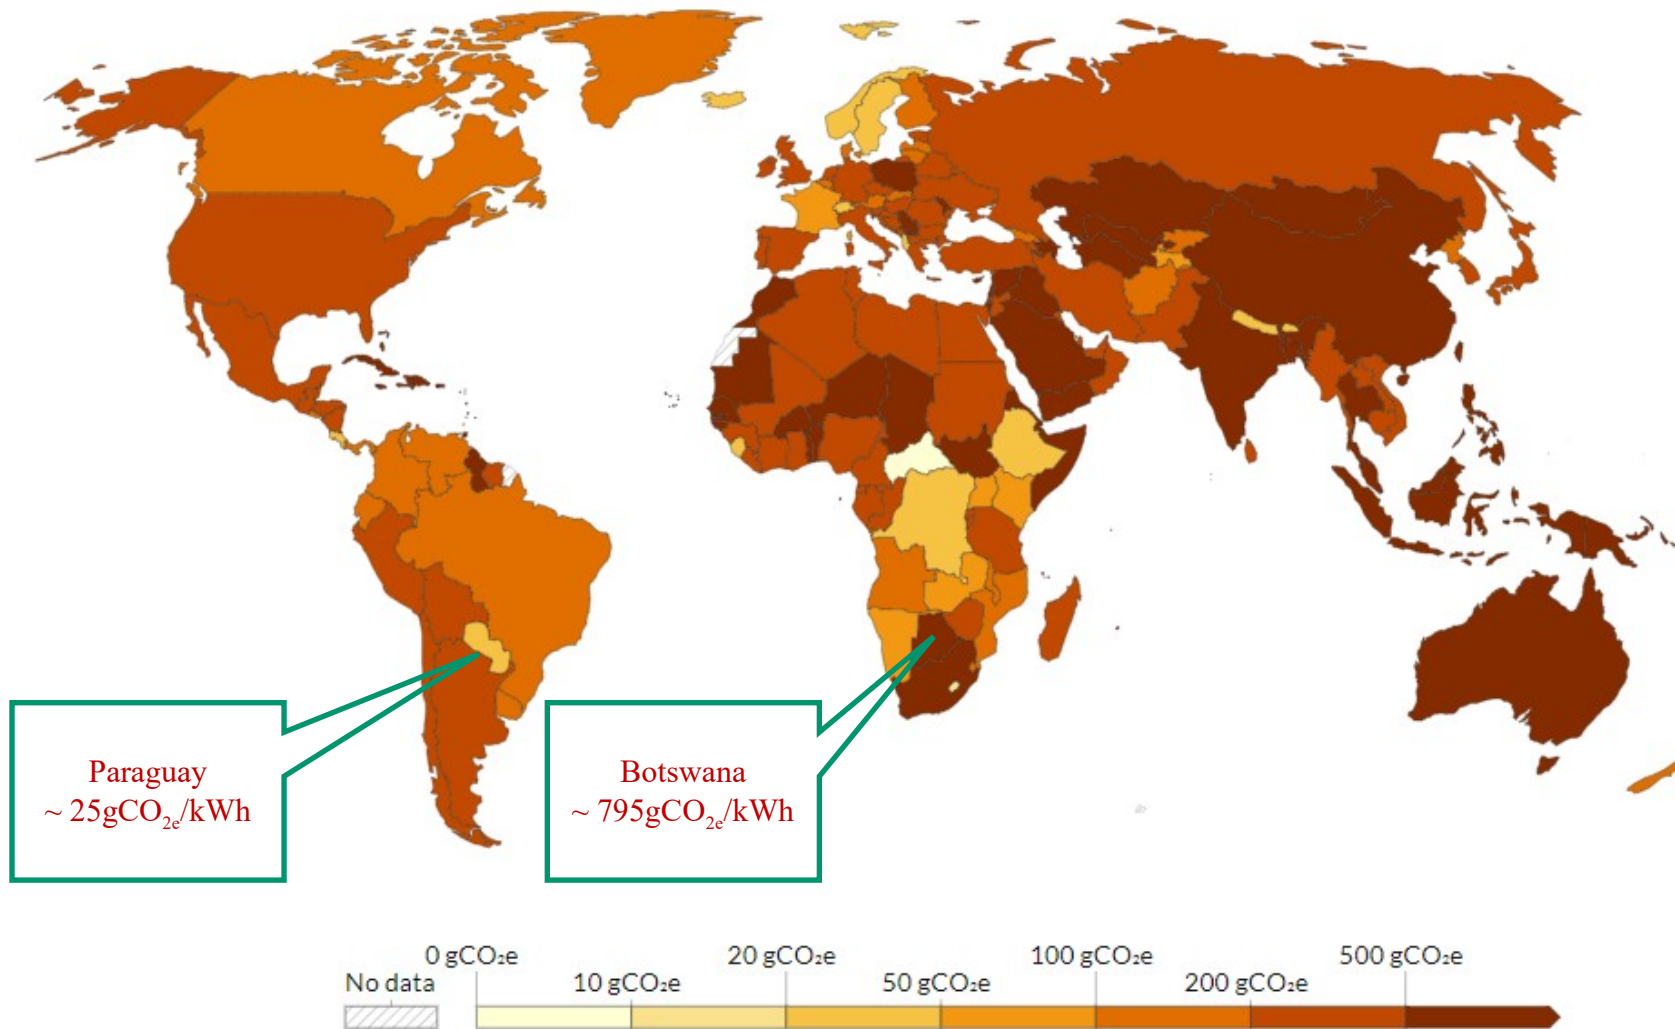 Paraguay
~ 25gCO₂ₑ/kWh
Botswana
~ 795gCO₂ₑ/kWh
No data
0 gCO₂e
10 gCO₂e
20 gCO₂e
50 gCO₂e
100 gCO₂e
200 gCO₂e
500 gCO₂e